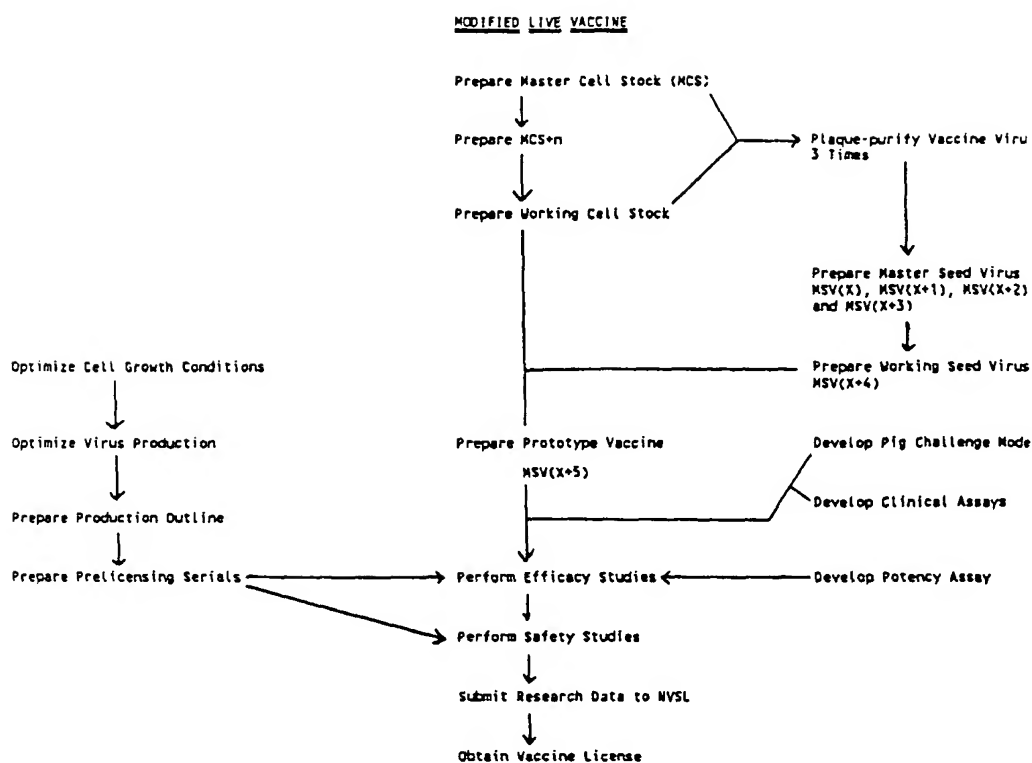 MODIFIED LIVE VACCINE
Prepare Master Cell Stock (MCS)
Prepare MCS+n
Plaque-purify Vaccine Viru
3 Times
Prepare Working Cell Stock
Prepare Master Seed Virus
MSV(X), MSV(X+1), MSV(X+2)
and MSV(X+3)
Optimize Cell Growth Conditions
Prepare Working Seed Virus
MSV(X+4)
Optimize Virus Production
Prepare Prototype Vaccine
MSV(X+5)
Develop Pig Challenge Mode
Develop Clinical Assays
Prepare Production Outline
Prepare Prelicensing Serials
Perform Efficacy Studies
Develop Potency Assay
Perform Safety Studies
Submit Research Data to NVSL
Obtain Vaccine License